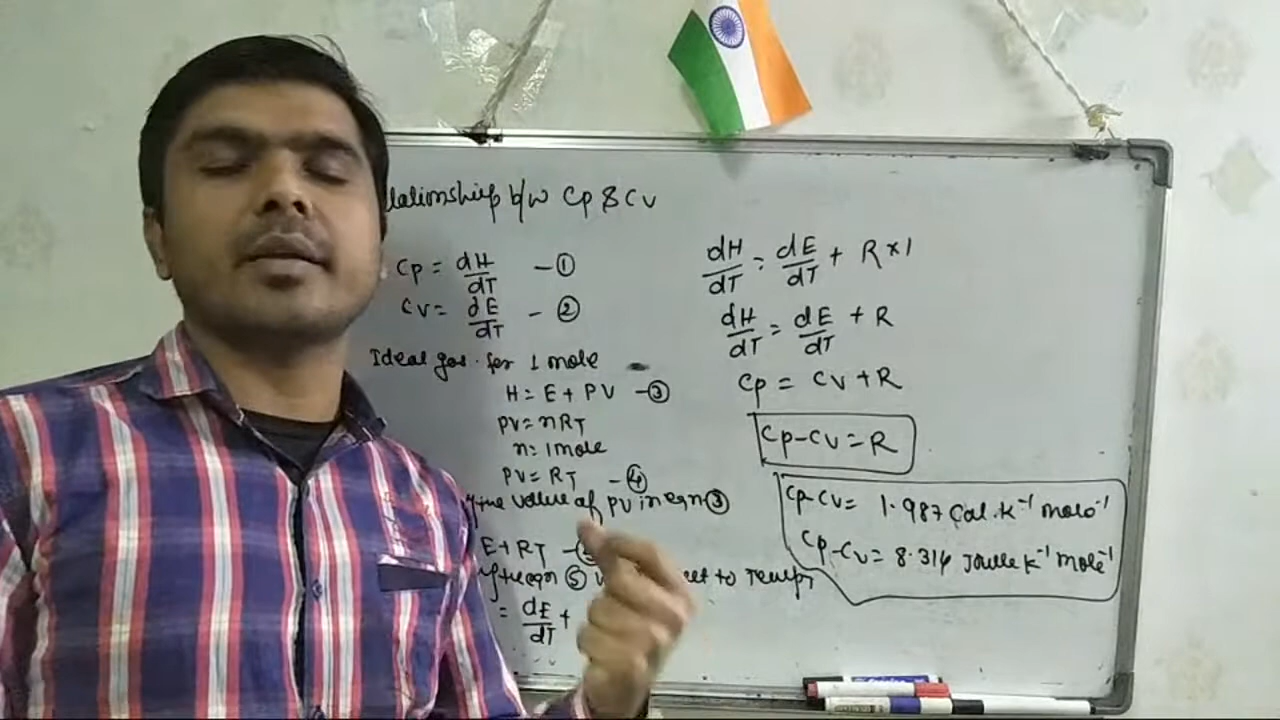 lationship b/w Cp & Cv
Cp = dH/dT — ①
Cv = dE/dT — ②
Ideal gas for 1 mole
H = E + PV — ③
PV = nRT
n = 1 mole
PV = RT — ④
value of PV in eqn ③
E + RT —
eqn ⑤ to Temp,
= dE/dT +
dH/dT = dE/dT + R × 1
dH/dT = dE/dT + R
Cp = Cv + R
Cp - Cv = R
Cp - Cv = 1.987 Cal. k⁻¹ mole⁻¹
Cp - Cv = 8.314 Joule k⁻¹ mole⁻¹